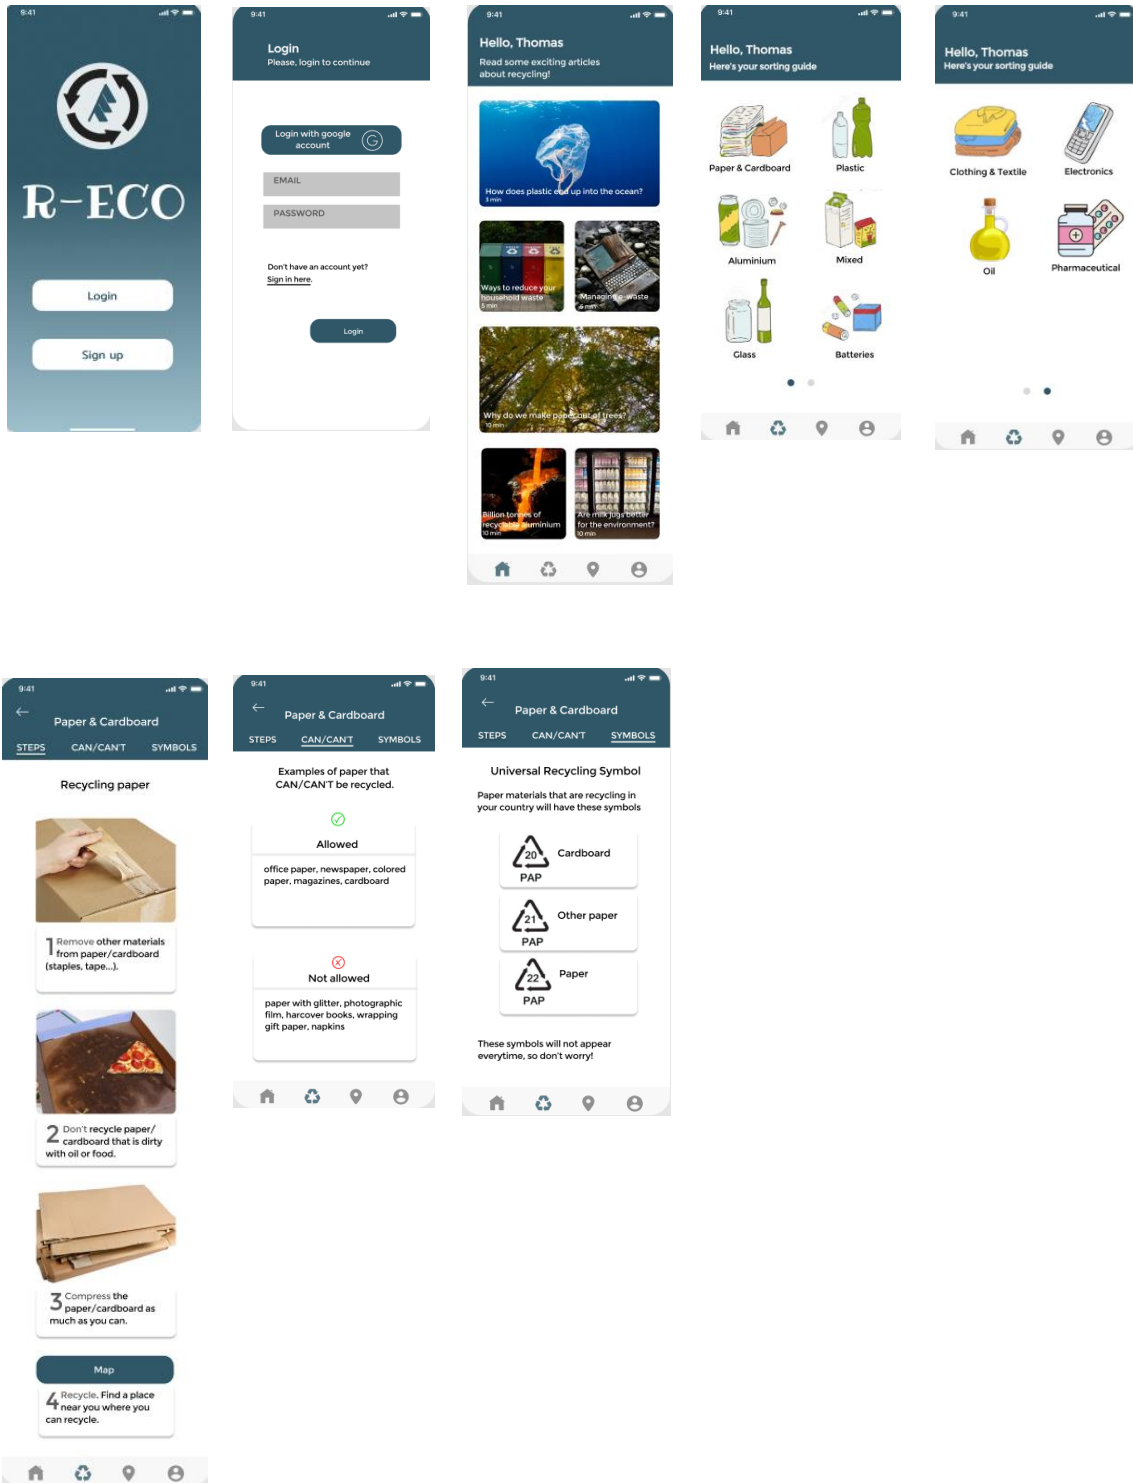 9:41
R-ECO
Login
Sign up
9:41
Login
Please, login to continue
Login with google
account
G
EMAIL
PASSWORD
Don't have an account yet?
Sign in here.
Login
9:41
Hello, Thomas
Read some exciting articles
about recycling!
How does plastic end up into the ocean?
3 min
Ways to reduce your
household waste
5 min
Managing e-waste
5 min
Why do we make paper out of trees?
10 min
Billion tonnes of
recyclable aluminium
10 min
Are milk jugs better
for the environment?
10 min
9:41
Hello, Thomas
Here's your sorting guide
Paper & Cardboard
Plastic
Aluminium
Mixed
Glass
Batteries
9:41
Hello, Thomas
Here's your sorting guide
Clothing & Textile
Electronics
Oil
Pharmaceutical
9:41
Paper & Cardboard
STEPS CAN/CAN'T SYMBOLS
Recycling paper
1 Remove other materials
from paper/cardboard
(staples, tape...).
2 Don't recycle paper/
cardboard that is dirty
with oil or food.
3 Compress the
paper/cardboard as
much as you can.
Map
4 Recycle. Find a place
near you where you
can recycle.
9:41
Paper & Cardboard
STEPS CAN/CAN'T SYMBOLS
Examples of paper that
CAN/CAN'T be recycled.
Allowed
office paper, newspaper, colored
paper, magazines, cardboard
Not allowed
paper with glitter, photographic
film, harcover books, wrapping
gift paper, napkins
9:41
Paper & Cardboard
STEPS CAN/CAN'T SYMBOLS
Universal Recycling Symbol
Paper materials that are recycling in
your country will have these symbols
20
PAP
Cardboard
21
PAP
Other paper
22
PAP
Paper
These symbols will not appear
everytime, so don't worry!